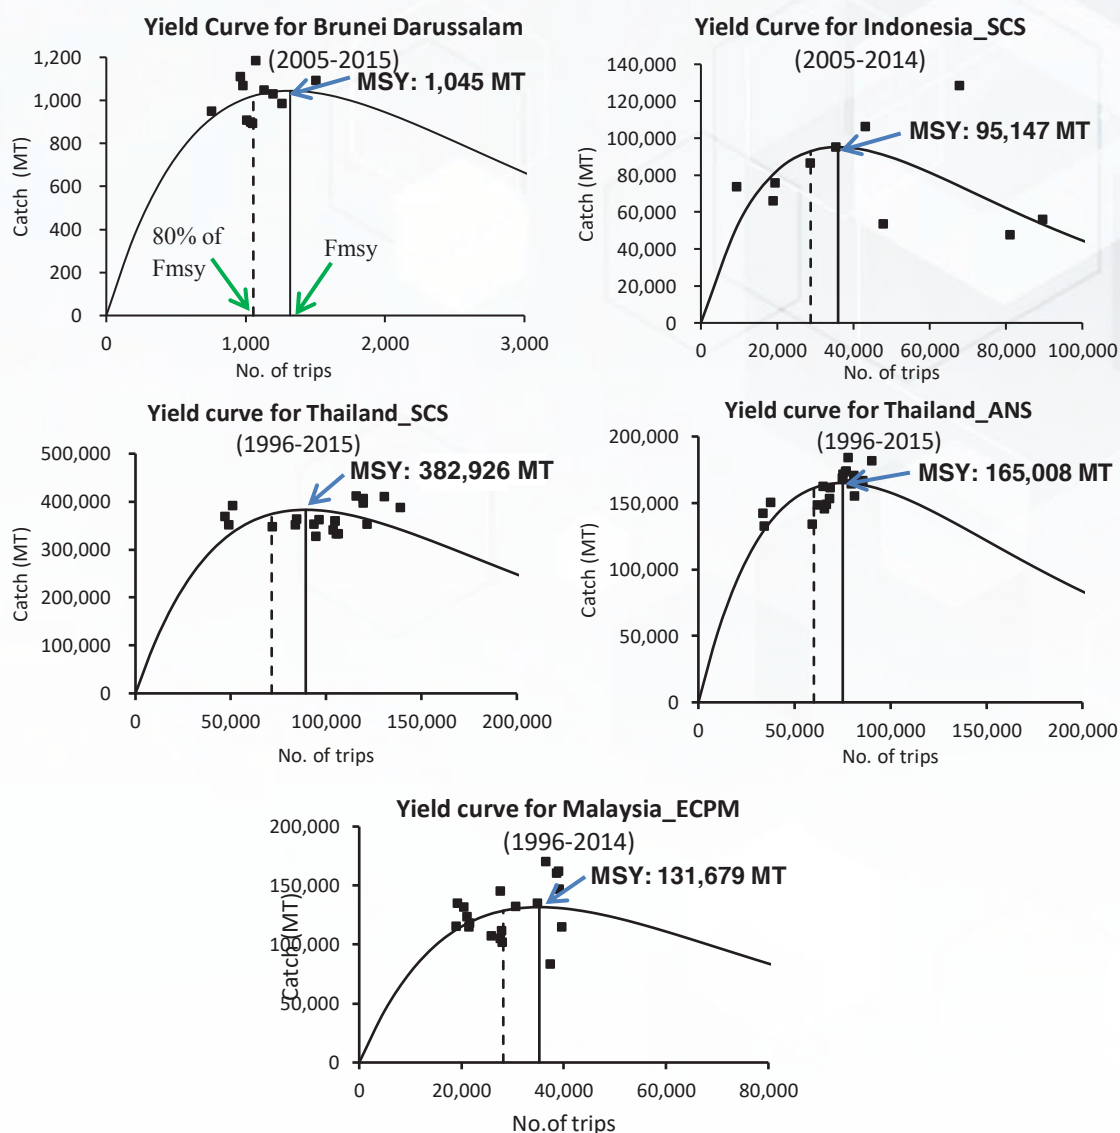 Yield Curve for Brunei Darussalam
(2005-2015)
MSY: 1,045 MT
1,200
1,000
800
600
400
200
0
Catch (MT)
80% of
Fmsy
Fmsy
0 1,000 2,000 3,000
No. of trips
Yield Curve for Indonesia_SCS
(2005-2014)
MSY: 95,147 MT
140,000
120,000
100,000
80,000
60,000
40,000
20,000
0
Catch (MT)
0 20,000 40,000 60,000 80,000 100,000
No. of trips
Yield curve for Thailand_SCS
(1996-2015)
MSY: 382,926 MT
500,000
400,000
300,000
200,000
100,000
0
Catch (MT)
0 50,000 100,000 150,000 200,000
No. of trips
Yield curve for Thailand_ANS
(1996-2015)
MSY: 165,008 MT
200,000
150,000
100,000
50,000
0
Catch (MT)
0 50,000 100,000 150,000 200,000
No. of trips
Yield curve for Malaysia_ECPM
(1996-2014)
MSY: 131,679 MT
200,000
150,000
100,000
50,000
0
Catch (MT)
0 20,000 40,000 60,000 80,000
No.of trips